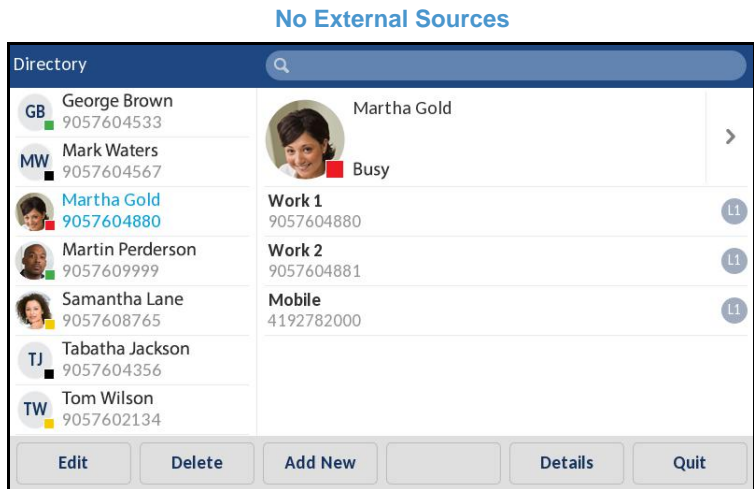 No External Sources
Directory
GB
George Brown
9057604533
MW
Mark Waters
9057604567
Martha Gold
9057604880
Martin Perderson
9057609999
Samantha Lane
9057608765
TJ
Tabatha Jackson
9057604356
TW
Tom Wilson
9057602134
Martha Gold
Busy
Work 1
9057604880
L1
Work 2
9057604881
L1
Mobile
4192782000
L1
Edit Delete Add New Details Quit